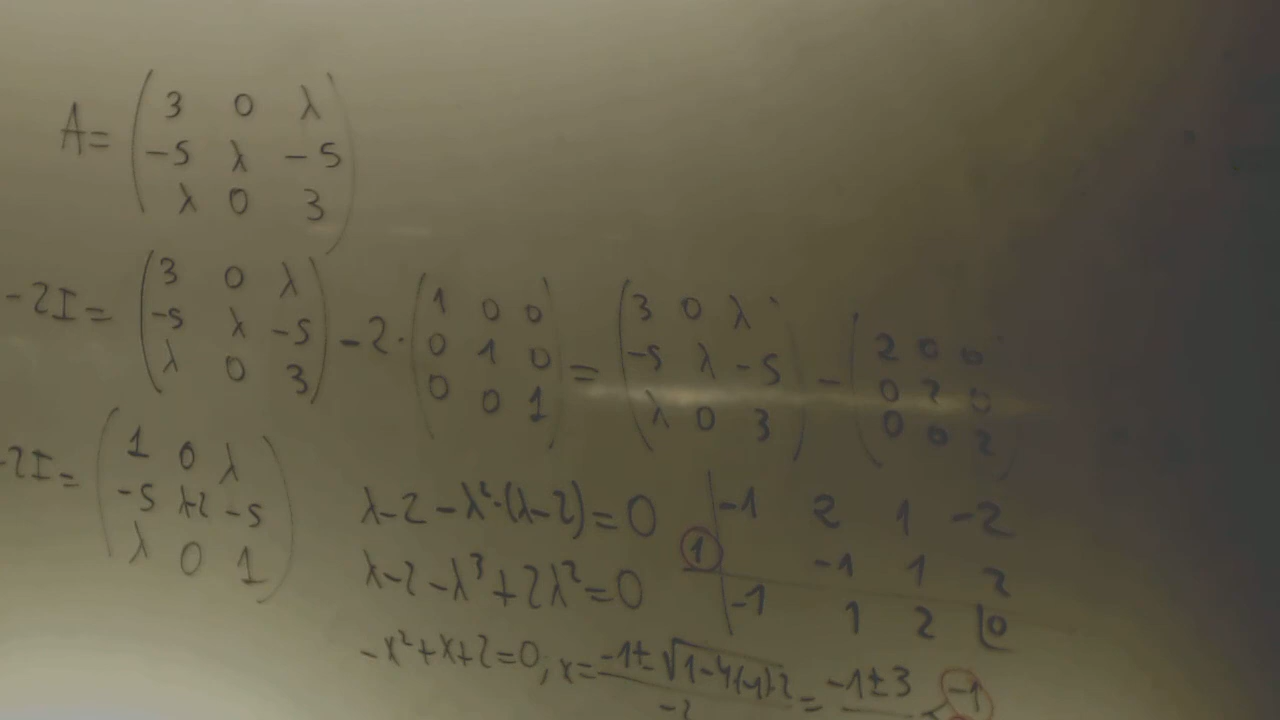 A= (3 0 λ
-5 λ -5
λ 0 3)
-2I= (3 0 λ
-5 λ -5
λ 0 3) -2· (1 0 0
0 1 0
0 0 1) = (3 0 λ
-5 λ -5
λ 0 3) - (2 0 0
0 2 0
0 0 2)
-2I= (1 0 λ
-5 λ-2 -5
λ 0 1)
λ-2-λ²·(λ-2)=0
λ-2-λ³+2λ²=0
-1 2 1 -2
1 -1 1 2
-1 1 2 0
-x²+x+2=0; x= -1±√1-4(-1)·2 / -2 = -1±3 -1